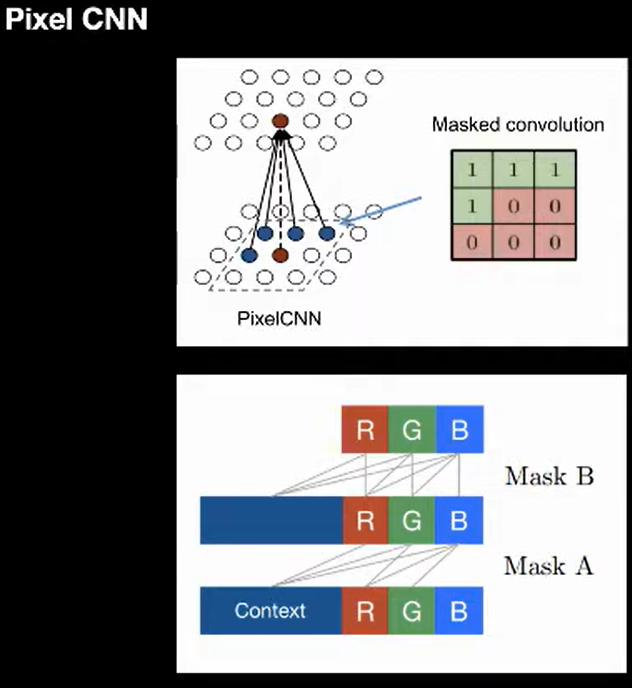 Pixel CNN
Masked convolution
1 1 1
1 0 0
0 0 0
PixelCNN
R G B
Mask B
R G B
Mask A
Context R G B